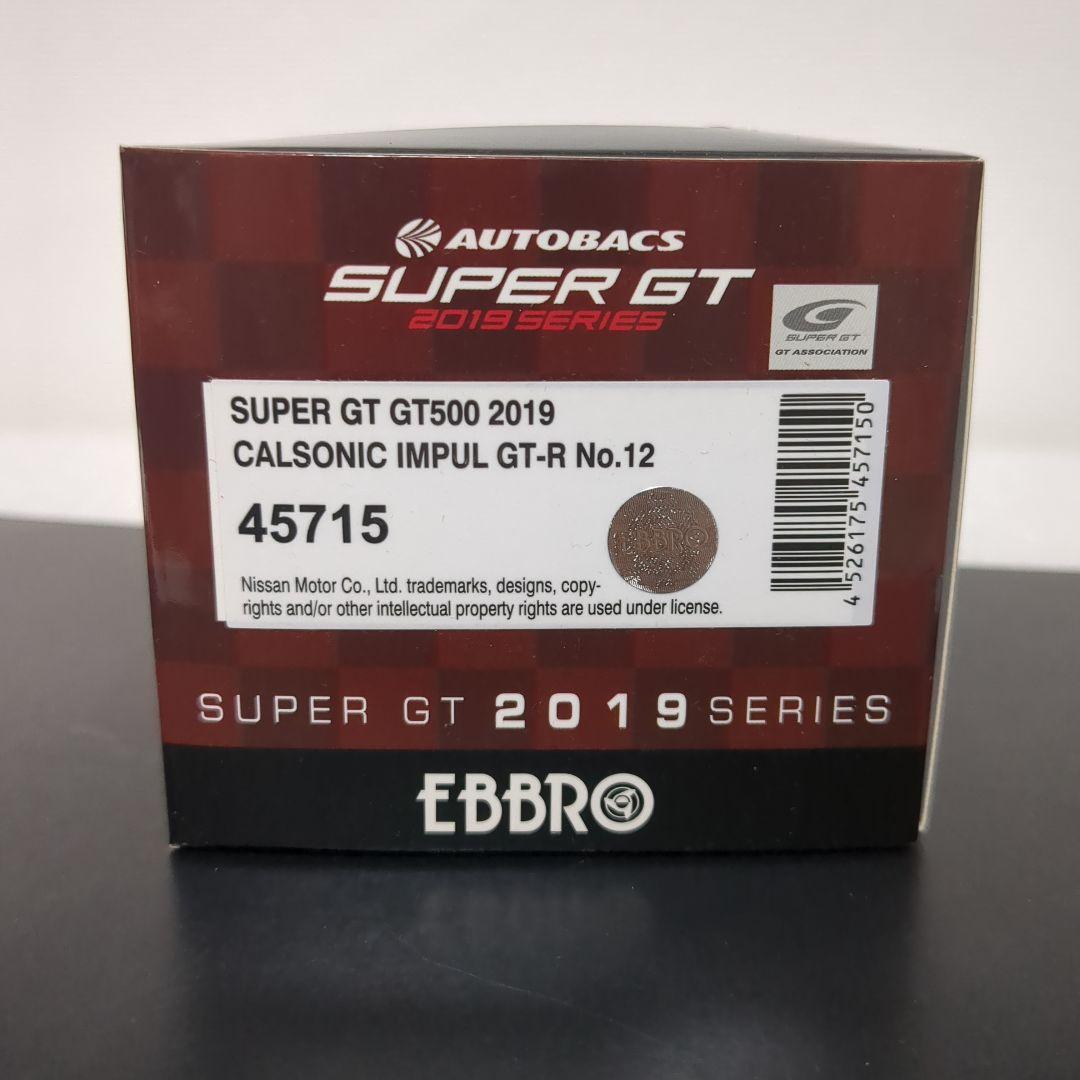 AUTOBACS
SUPER GT
2019 SERIES
SUPER GT
GT ASSOCIATION
SUPER GT GT500 2019
CALSONIC IMPUL GT-R No.12
45715
EBBRO
Nissan Motor Co., Ltd. trademarks, designs, copy-
rights and/or other intellectual property rights are used under license.
4 526175 457150
SUPER GT 2019 SERIES
EBBRO